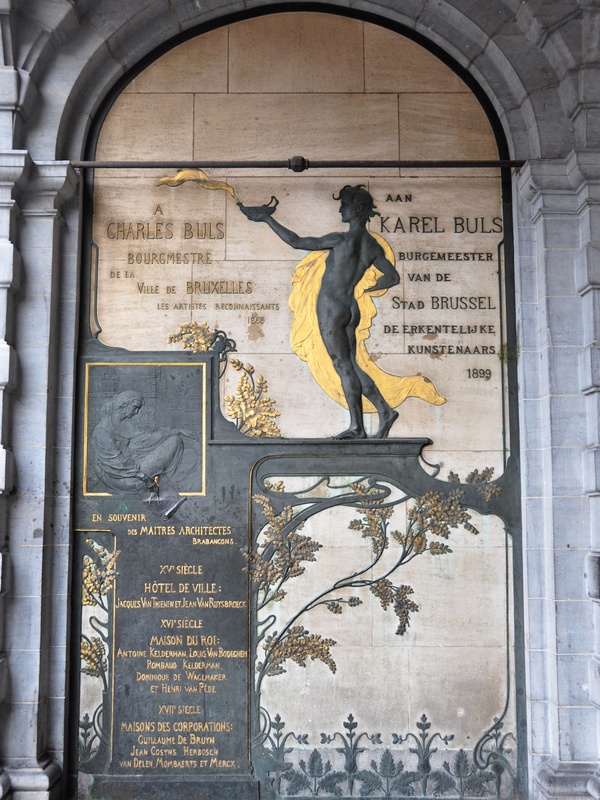 A
CHARLES BULS
BOURGMESTRE
DE LA
VILLE DE BRUXELLES
LES ARTISTES RECONNAISSANTS
1899
AAN
KAREL BULS
BURGEMEESTER
VAN DE
STAD BRUSSEL
DE ERKENTELIJKE
KUNSTENAARS
1899
EN SOUVENIR
DES MAITRES ARCHITECTES
BRABANÇONS.
XVᴱ SIÈCLE
HÔTEL DE VILLE:
JACQUES VAN THIENEN ET JEAN VAN RUYSBROECK
XVIᴱ SIÈCLE
MAISON DU ROI:
ANTOINE KELDERMAN, LOUIS VAN BODEGHEM
ROMBAUD KELDERMAN,
DOMINIQUE DE WAGEMAKER
ET HENRI VAN PÈDE
XVIIᴱ SIÈCLE
MAISONS DES CORPORATIONS:
GUILLAUME DE BRUYN
JEAN COSYNS HERBOSCH
VAN DELEN, MOMBAERTS ET MERCX.